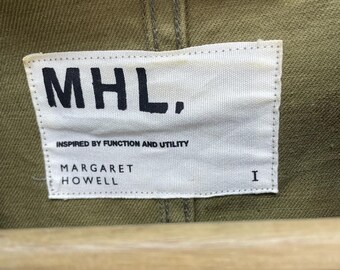 MHL.
INSPIRED BY FUNCTION AND UTILITY
MARGARET
HOWELL
I